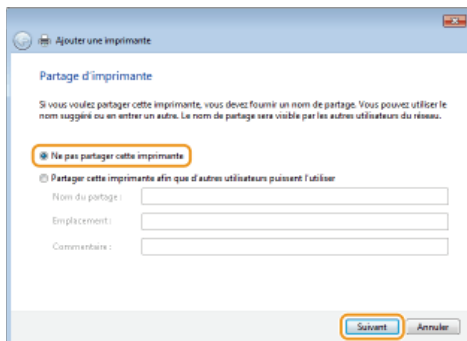 Ajouter une imprimante
Partage d'imprimante
Si vous voulez partager cette imprimante, vous devez fournir un nom de partage. Vous pouvez utiliser le
nom suggéré ou en entrer un autre. Le nom de partage sera visible par les autres utilisateurs du réseau.
Ne pas partager cette imprimante
Partager cette imprimante afin que d'autres utilisateurs puissent l'utiliser
Nom du partage :
Emplacement :
Commentaire :
Suivant Annuler